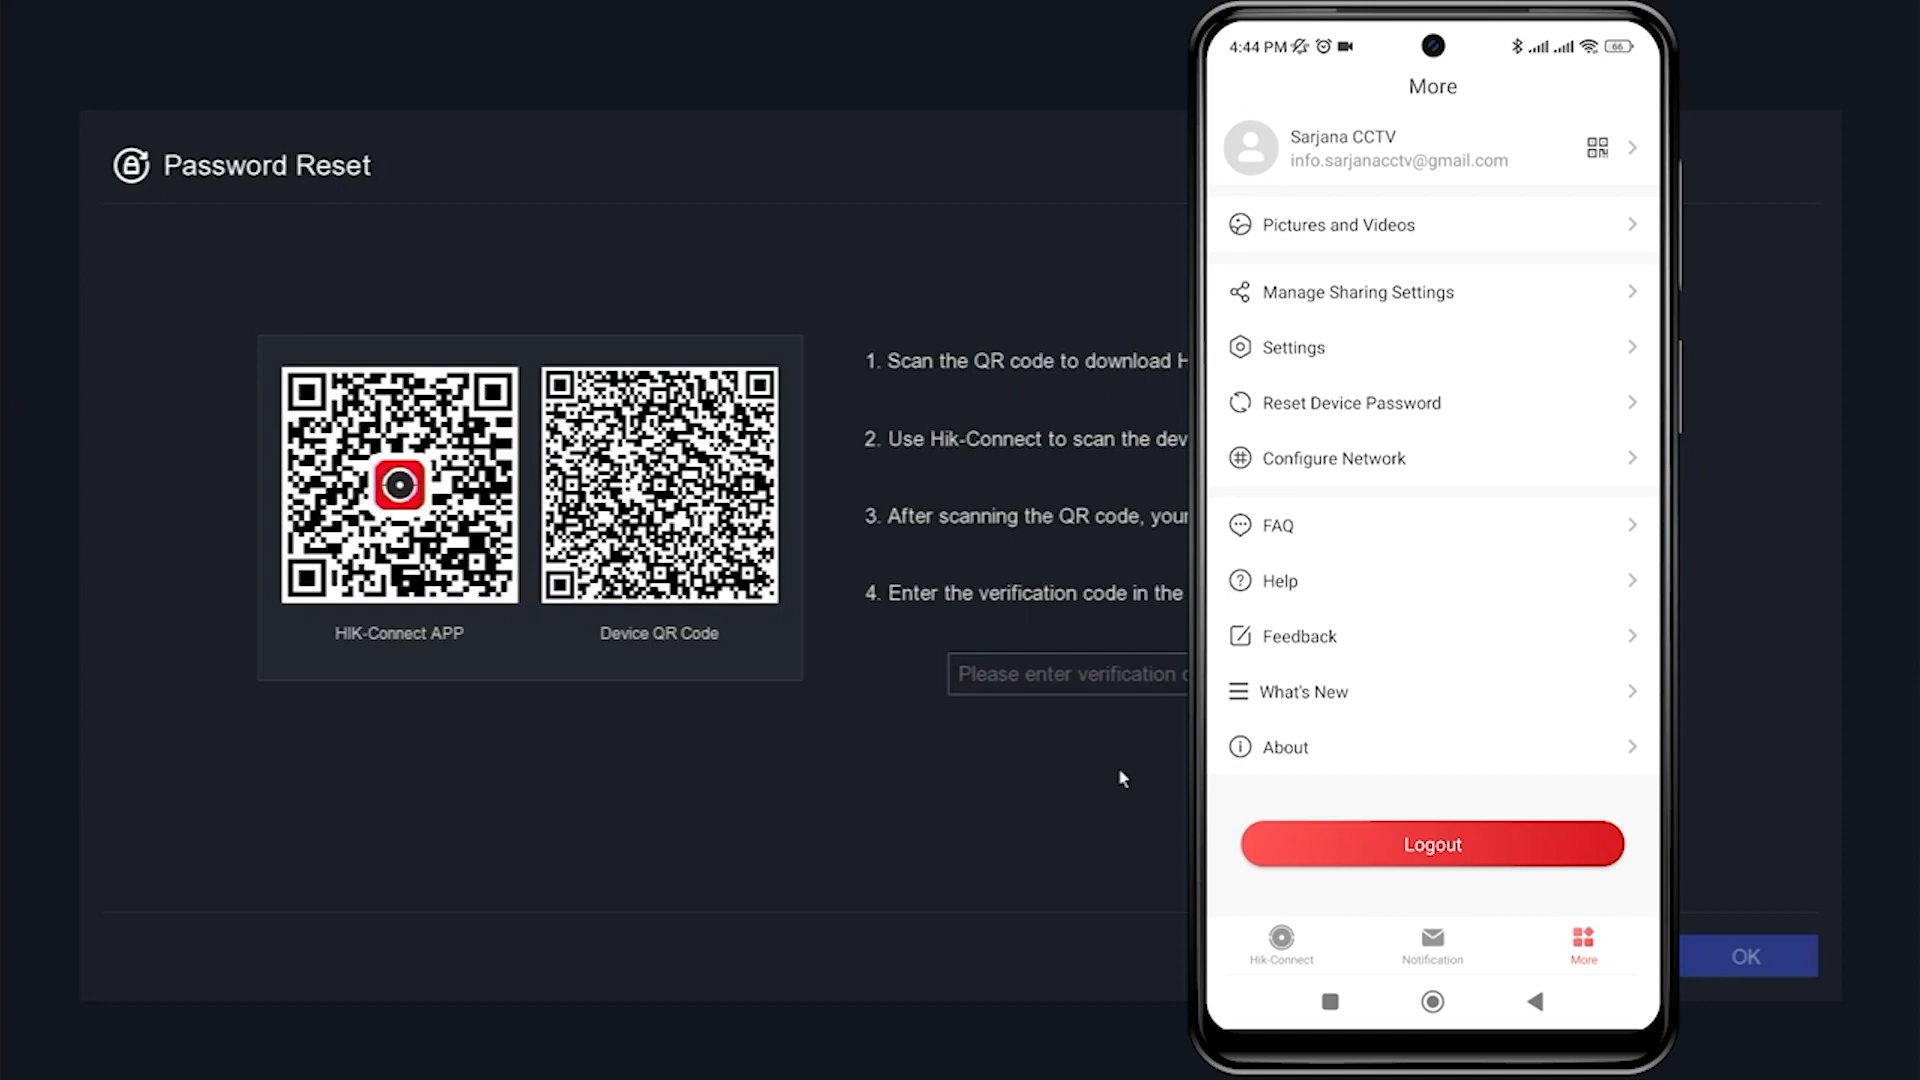 Password Reset
HIK-Connect APP
Device QR Code
1. Scan the QR code to download H
2. Use Hik-Connect to scan the dev
3. After scanning the QR code, your
4. Enter the verification code in the
Please enter verification
OK
4:44 PM
66
More
Sarjana CCTV
info.sarjanacctv@gmail.com
Pictures and Videos
Manage Sharing Settings
Settings
Reset Device Password
Configure Network
FAQ
Help
Feedback
What's New
About
Logout
Hik-Connect
Notification
More